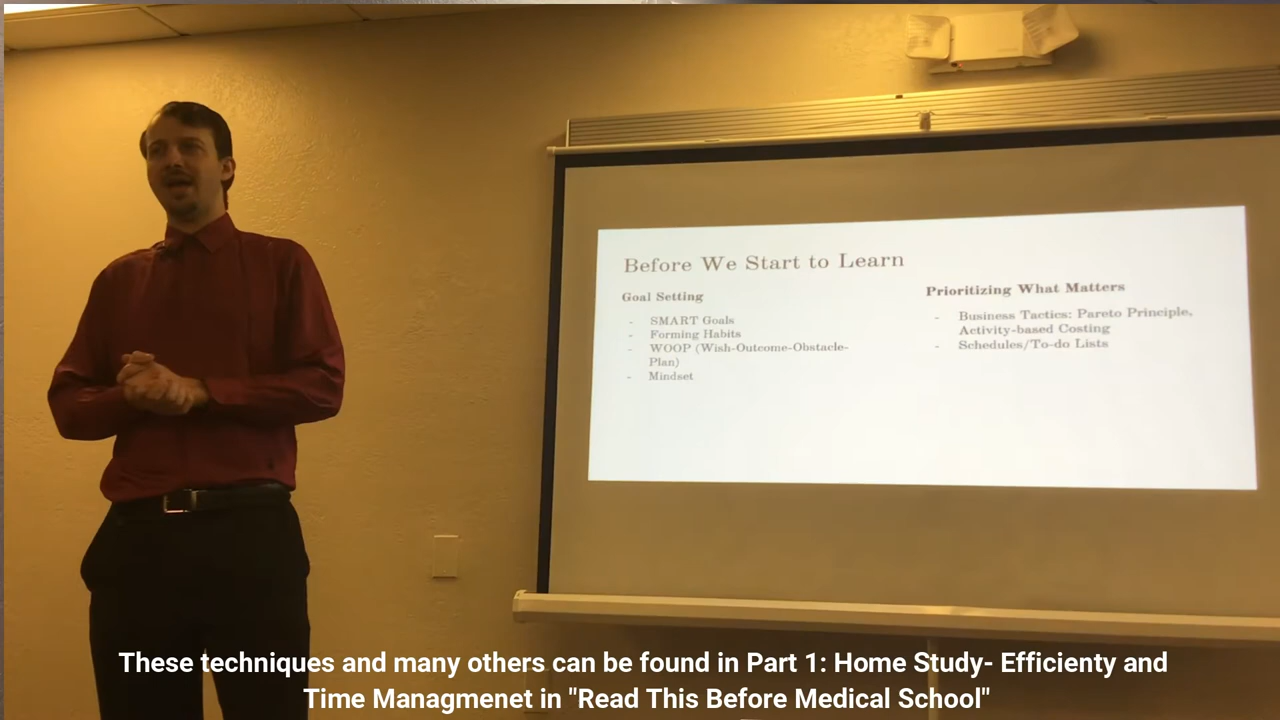 Before We Start to Learn
Goal Setting
- SMART Goals
- Forming Habits
- WOOP (Wish-Outcome-Obstacle-
Plan)
- Mindset
Prioritizing What Matters
- Business Tactics: Pareto Principle,
Activity-based Costing
- Schedules/To-do Lists
These techniques and many others can be found in Part 1: Home Study- Efficienty and
Time Managmenet in "Read This Before Medical School"